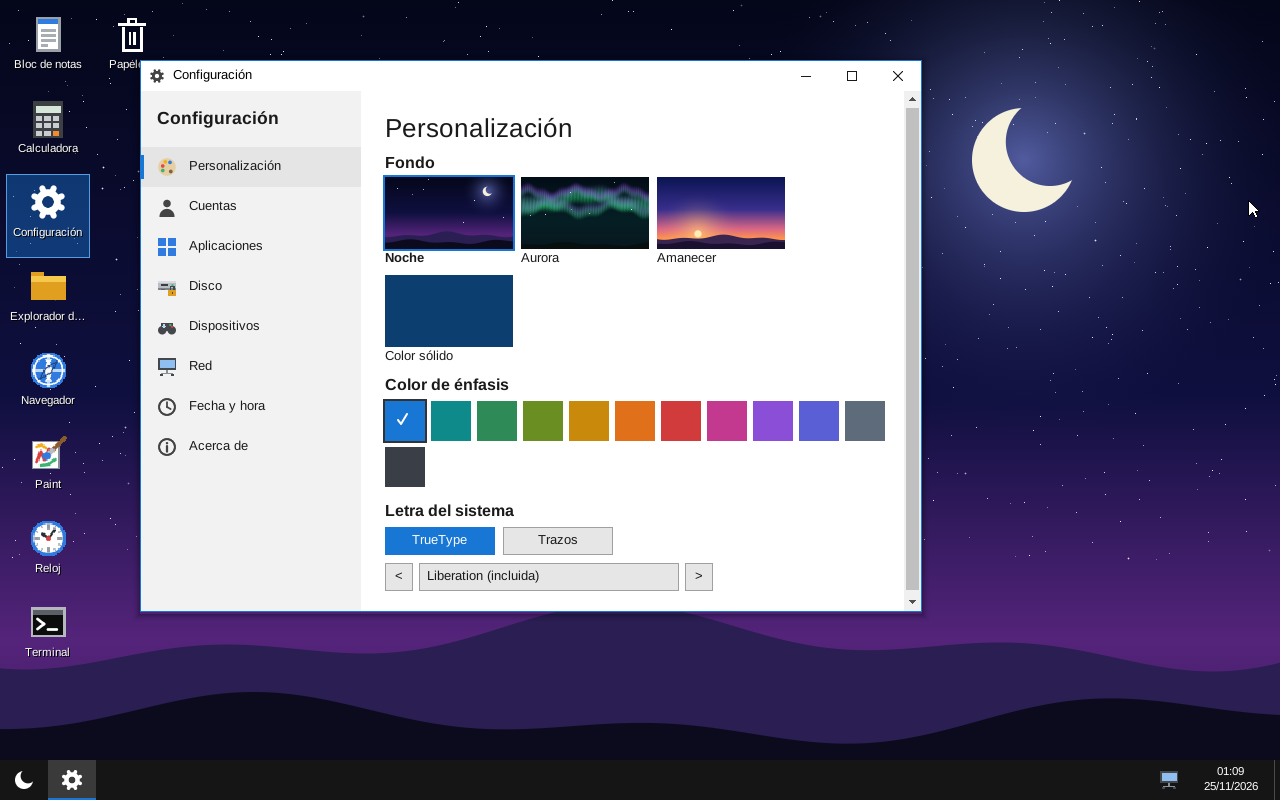 Bloc de notas
Calculadora
Configuración
Explorador d...
Navegador
Paint
Reloj
Terminal
Configuración
Configuración
Personalización
Cuentas
Aplicaciones
Disco
Dispositivos
Red
Fecha y hora
Acerca de
Personalización
Fondo
Noche
Aurora
Amanecer
Color sólido
Color de énfasis
Letra del sistema
TrueType
Trazos
<
Liberation (incluida)
>
01:09
25/11/2026